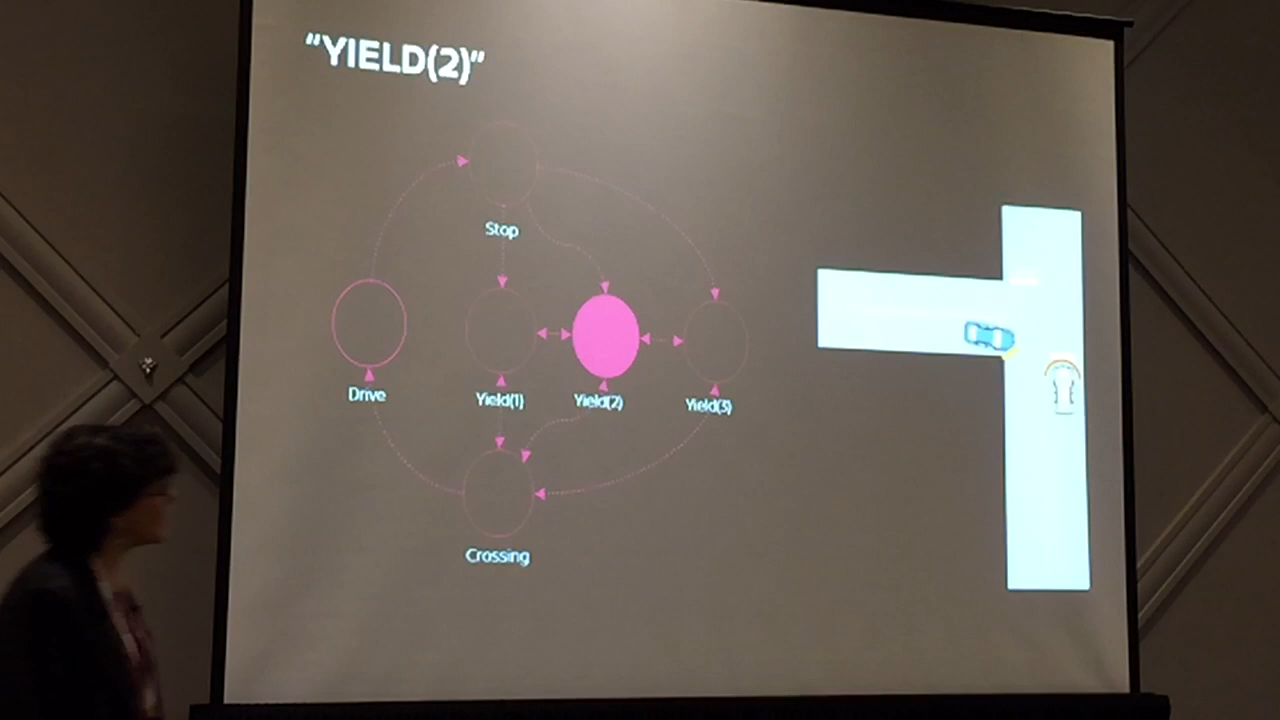 “YIELD(2)”
Stop
Drive
Yield(1)
Yield(2)
Yield(3)
Crossing